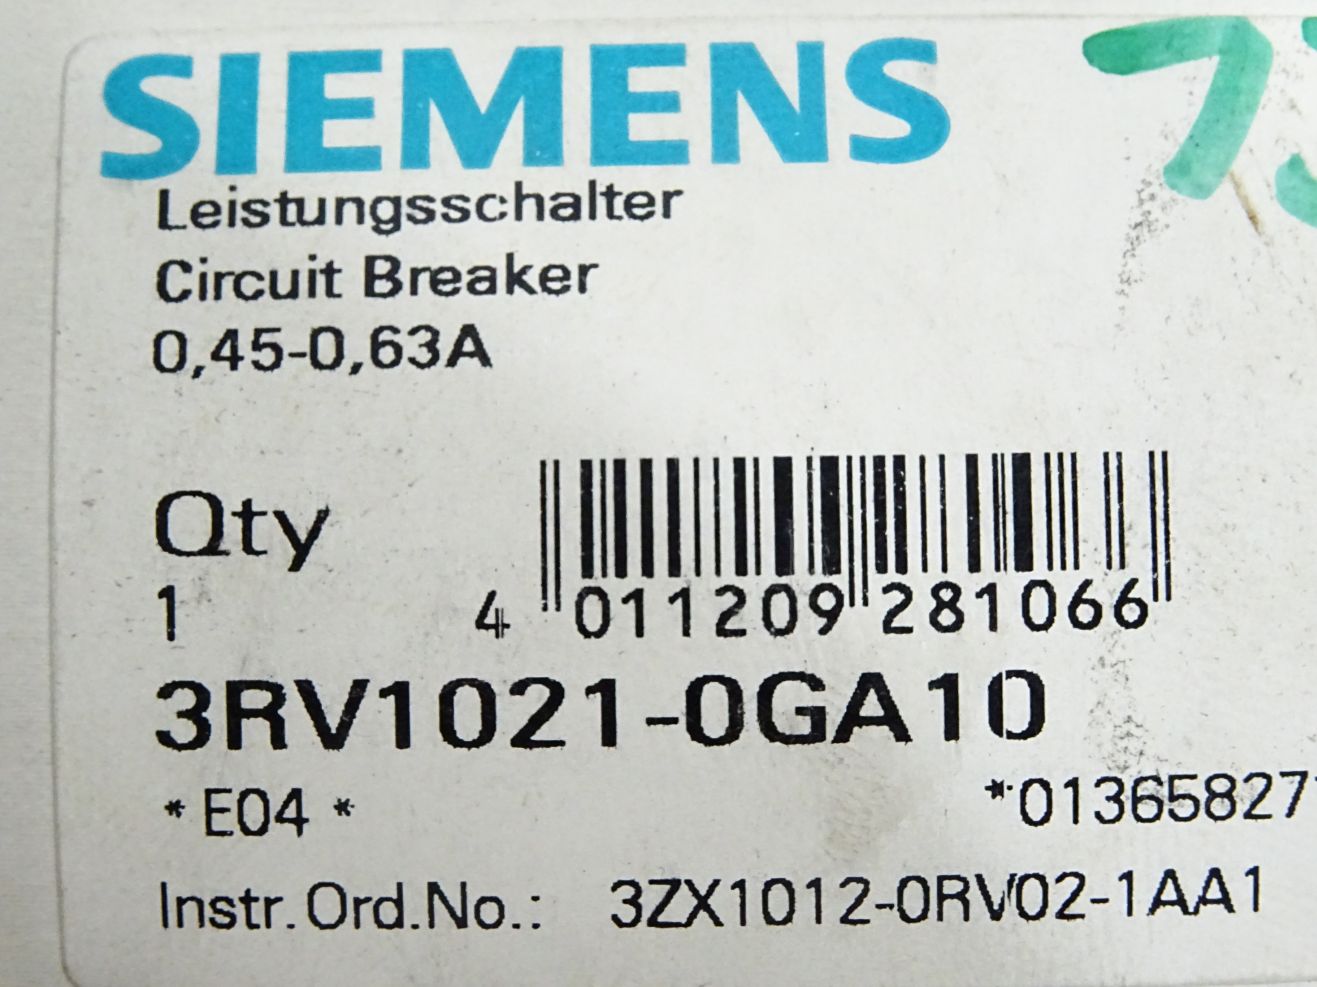 SIEMENS
Leistungsschalter
Circuit Breaker
0,45-0,63A
Qty
1
4 011209 281066
3RV1021-0GA10
* E04 * *01365827
Instr.Ord.No.: 3ZX1012-0RV02-1AA1